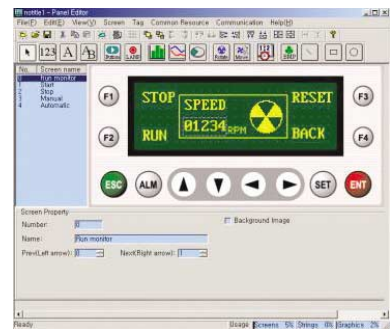 notitle1 - Panel Editor
File(F) Edit(E) View(V) Screen Tag Common Resource Communication Help(H)
123 A AB
No. Screen name
0 Run monitor
1 Start
2 Stop
3 Manual
4 Automatic
F1 STOP SPEED RESET F3
01234 RPM
F2 RUN BACK F4
ESC ALM SET ENT
Screen Property
Number: 0
Background Image
Name: Run monitor
Prev(Left arrow): 0 Next(Right arrow): 1
Ready
Usage Screens 5% Strings 0% Graphics 2%